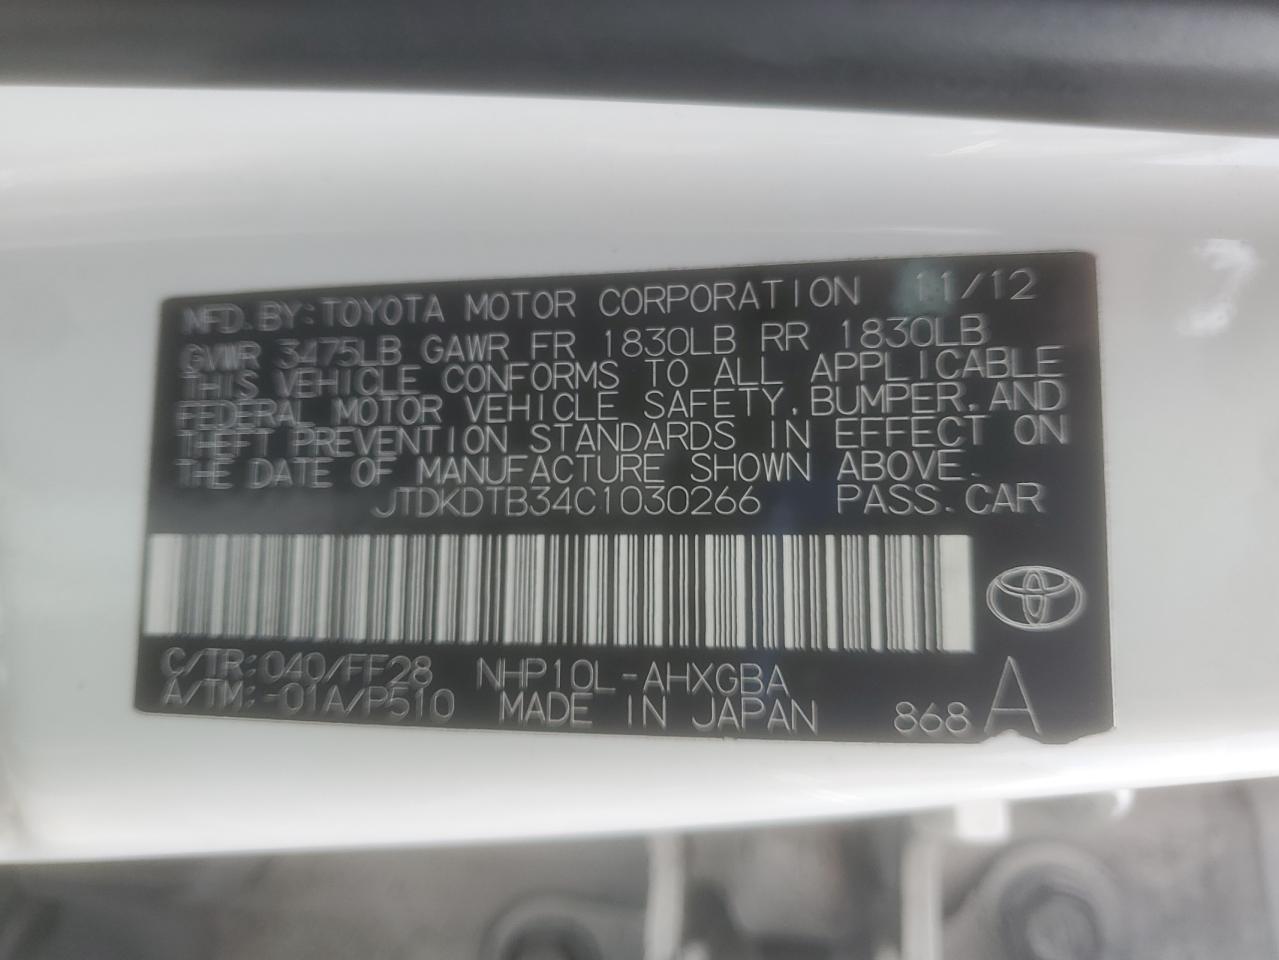 MFD.BY:TOYOTA MOTOR CORPORATION 11/12
GVWR 3475LB GAWR FR 1830LB RR 1830LB
THIS VEHICLE CONFORMS TO ALL APPLICABLE
FEDERAL MOTOR VEHICLE SAFETY,BUMPER,AND
THEFT PREVENTION STANDARDS IN EFFECT ON
THE DATE OF MANUFACTURE SHOWN ABOVE.
JTDKDTB34C1030266 PASS.CAR
C/TR:040/FF28 NHP10L-AHXGBA
A/TM:-01A/P510 MADE IN JAPAN 868 A